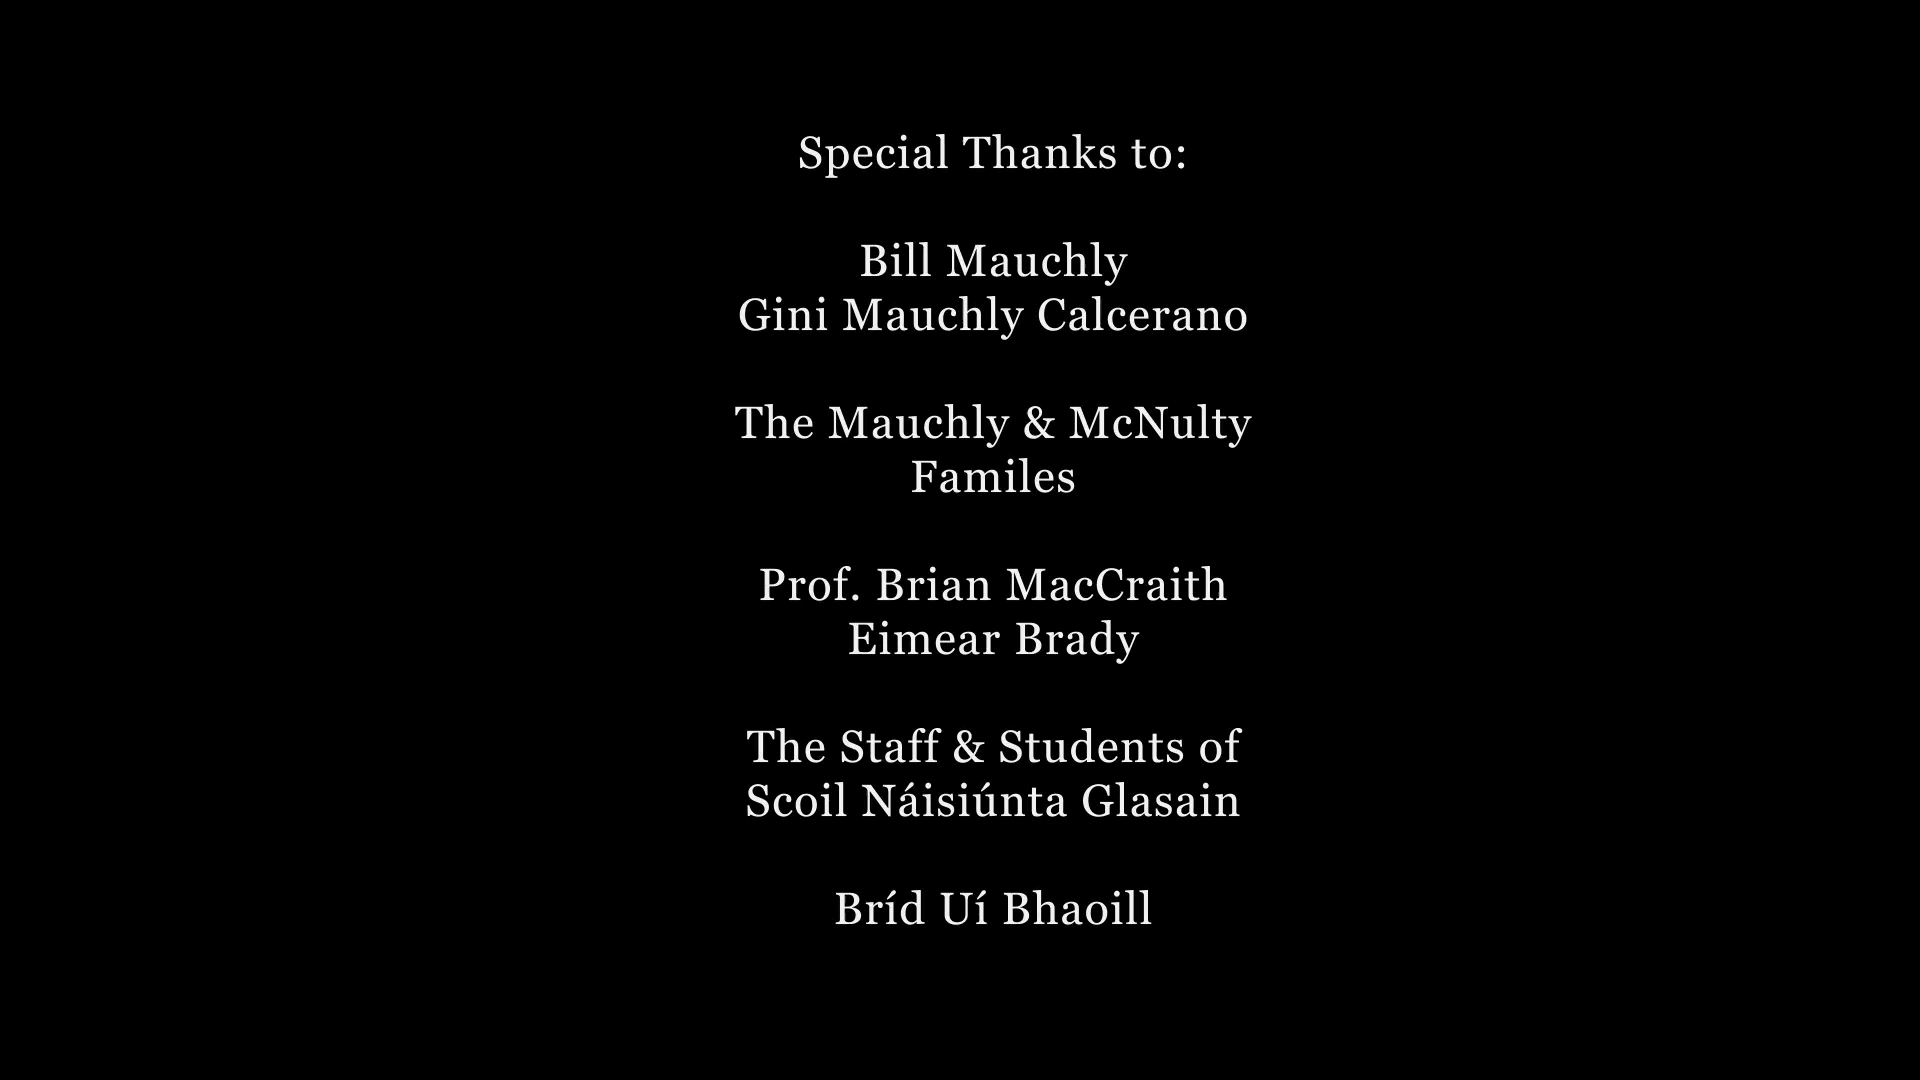 Special Thanks to:
Bill Mauchly
Gini Mauchly Calcerano
The Mauchly & McNulty
Familes
Prof. Brian MacCraith
Eimear Brady
The Staff & Students of
Scoil Náisiúnta Glasain
Bríd Uí Bhaoill